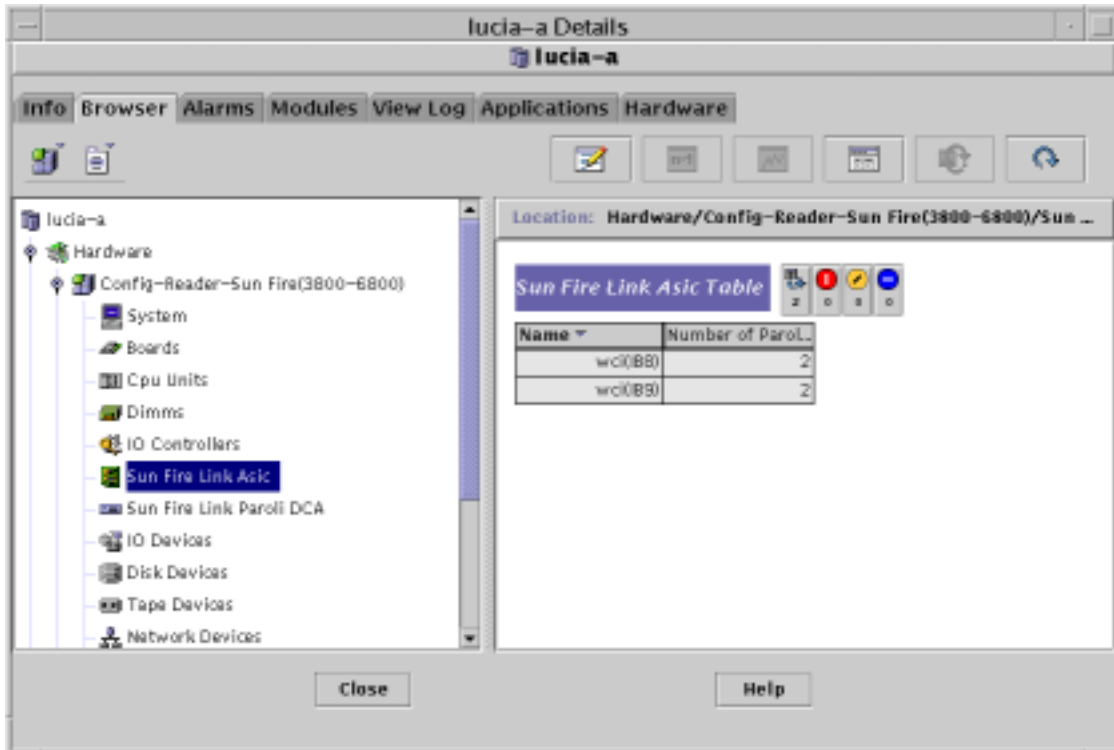 lucia-a Details
lucia-a
Info Browser Alarms Modules View Log Applications Hardware
lucia-a
Hardware
Config-Reader-Sun Fire(3800-6800)
System
Boards
Cpu Units
Dimms
IO Controllers
Sun Fire Link Asic
Sun Fire Link Paroli DCA
IO Devices
Disk Devices
Tape Devices
Network Devices
Location: Hardware/Config-Reader-Sun Fire(3800-6800)/Sun ...
Sun Fire Link Asic Table
2 0 0 0
Name Number of Parol...
wci(IB8) 2
wci(IB9) 2
Close Help